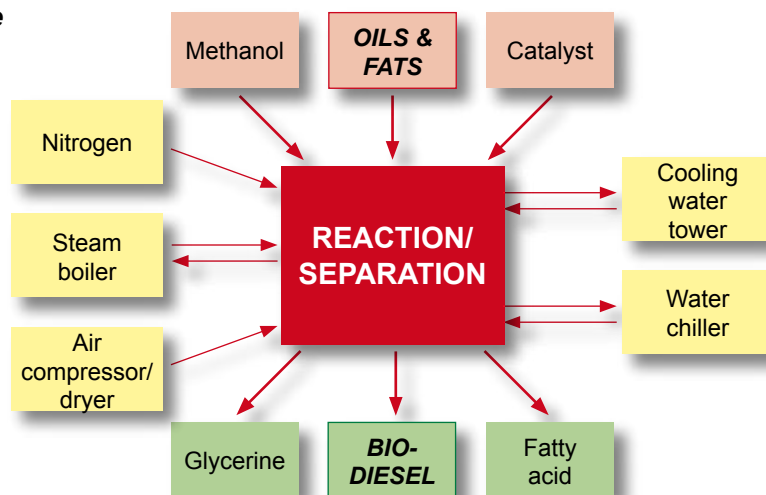 e
Methanol
OILS &
FATS
Catalyst
Nitrogen
Steam
boiler
Air
compressor/
dryer
REACTION/
SEPARATION
Cooling
water
tower
Water
chiller
Glycerine
BIO-
DIESEL
Fatty
acid